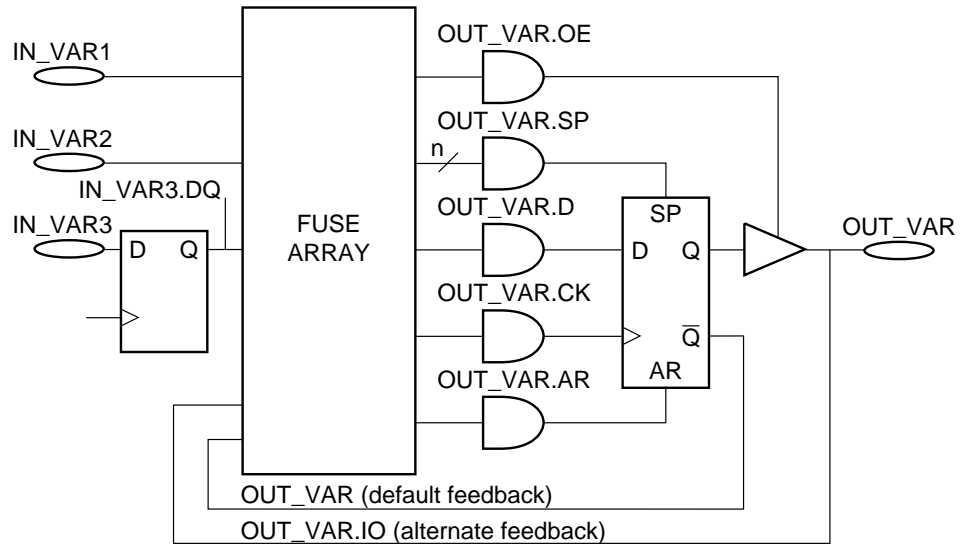 OUT_VAR.OE
IN_VAR1
OUT_VAR.SP
n
IN_VAR2
IN_VAR3.DQ
OUT_VAR.D
SP
IN_VAR3
FUSE
ARRAY
OUT_VAR
D Q
D Q
OUT_VAR.CK
Q̅
OUT_VAR.AR
AR
OUT_VAR (default feedback)
OUT_VAR.IO (alternate feedback)